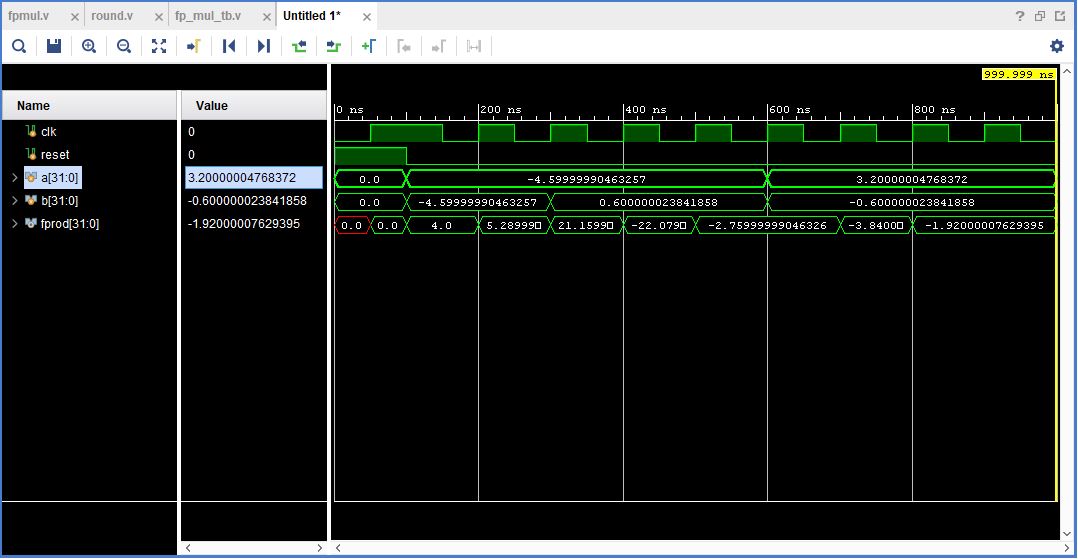 fpmul.v × round.v × fp_mul_tb.v × Untitled 1* × ?
999.999 ns
Name Value 0 ns 200 ns 400 ns 600 ns 800 ns
clk 0
reset 0
a[31:0] 3.20000004768372 0.0 -4.59999990463257 3.20000004768372
b[31:0] -0.600000023841858 0.0 -4.59999990463257 0.600000023841858 -0.600000023841858
fprod[31:0] -1.92000007629395 0.0 0.0 4.0 5.28999▯ 21.1599▯ -22.079▯ -2.75999999046326 -3.8400▯ -1.92000007629395